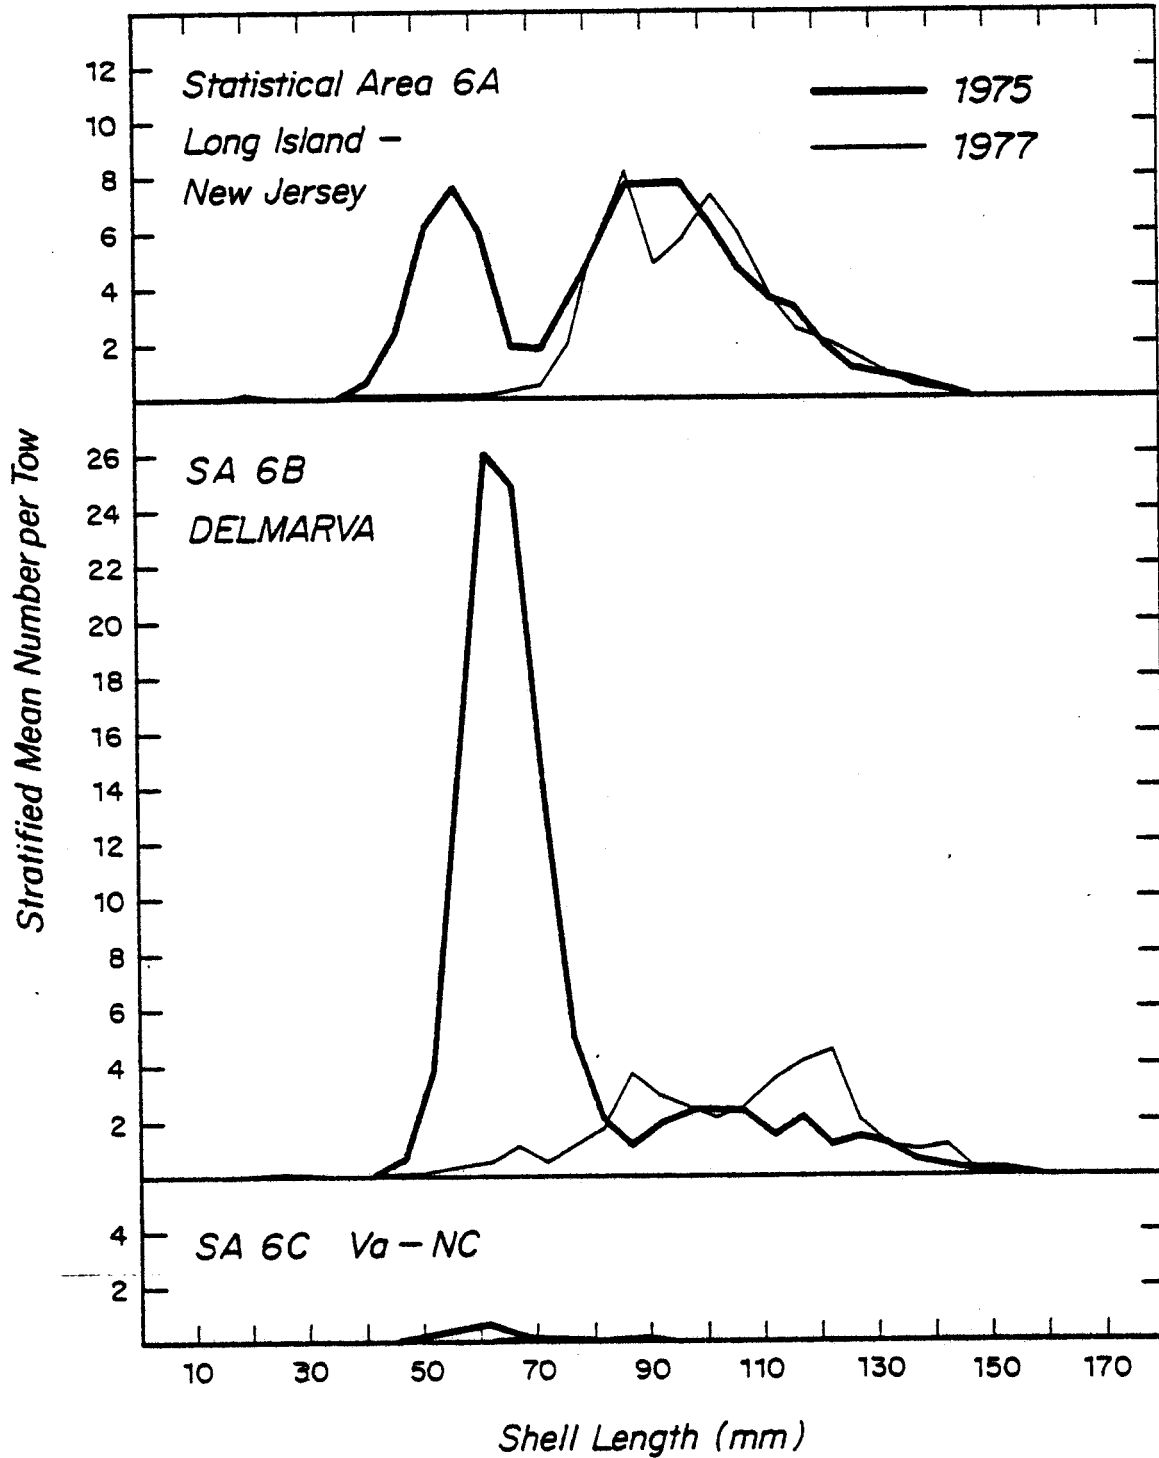 Statistical Area 6A
Long Island –
New Jersey
1975
1977
12
10
8
6
4
2
SA 6B
DELMARVA
26
24
22
20
18
16
14
12
10
8
6
4
2
SA 6C Va – NC
4
2
Stratified Mean Number per Tow
10 30 50 70 90 110 130 150 170
Shell Length (mm)